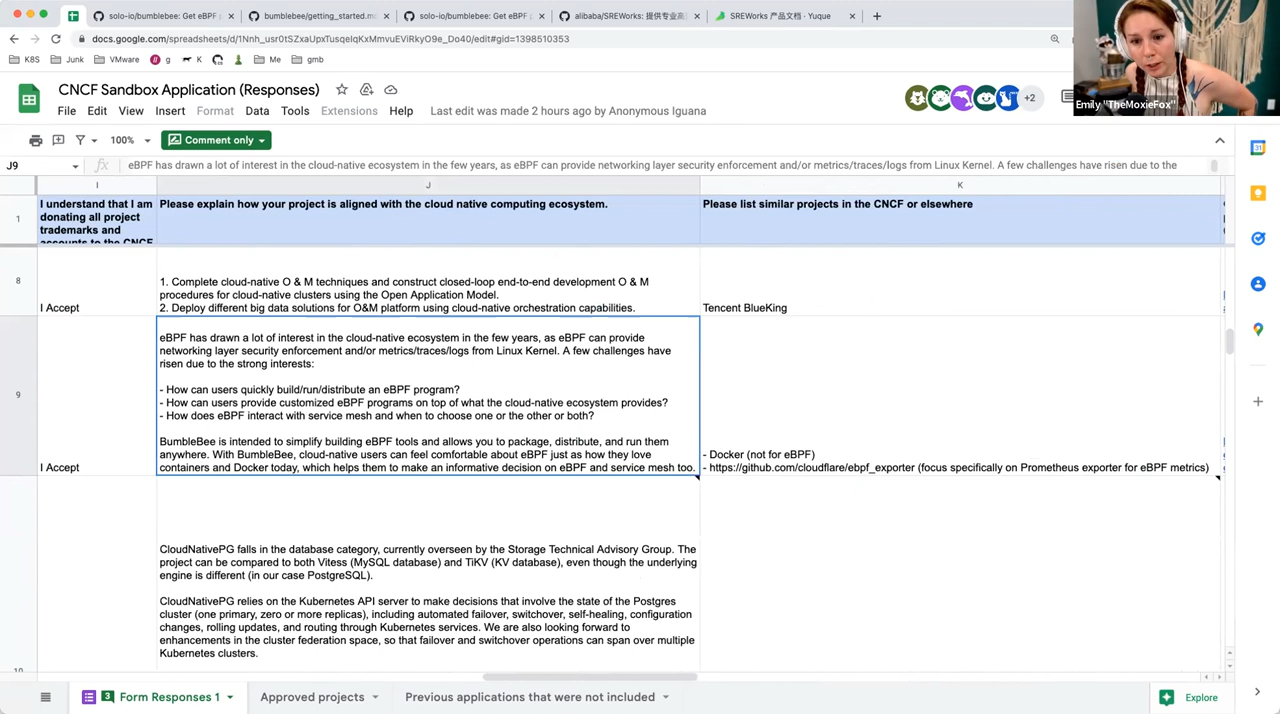 solo-io/bumblebee: Get eBPF
bumblebee/getting_started.m
solo-io/bumblebee: Get eBPF
alibaba/SREWorks: 提供专业高
SREWorks 产品文档 · Yuque
docs.google.com/spreadsheets/d/1Nnh_usr0tSZxaUpxTusqeIqKxMmvuEViRkyO9e_Do40/edit#gid=1398510353
K8S
Junk
VMware
g
K
Me
gmb
Emily "TheMoxieFox"
CNCF Sandbox Application (Responses)
File Edit View Insert Format Data Tools Extensions Help Last edit was made 2 hours ago by Anonymous Iguana
+2
100% Comment only
J9 eBPF has drawn a lot of interest in the cloud-native ecosystem in the few years, as eBPF can provide networking layer security enforcement and/or metrics/traces/logs from Linux Kernel. A few challenges have risen due to the
I J K
1
I understand that I am
donating all project
trademarks and
accounts to the CNCF
Please explain how your project is aligned with the cloud native computing ecosystem.
Please list similar projects in the CNCF or elsewhere
8
I Accept
1. Complete cloud-native O & M techniques and construct closed-loop end-to-end development O & M
procedures for cloud-native clusters using the Open Application Model.
2. Deploy different big data solutions for O&M platform using cloud-native orchestration capabilities.
Tencent BlueKing
9
I Accept
eBPF has drawn a lot of interest in the cloud-native ecosystem in the few years, as eBPF can provide
networking layer security enforcement and/or metrics/traces/logs from Linux Kernel. A few challenges have
risen due to the strong interests:
- How can users quickly build/run/distribute an eBPF program?
- How can users provide customized eBPF programs on top of what the cloud-native ecosystem provides?
- How does eBPF interact with service mesh and when to choose one or the other or both?
BumbleBee is intended to simplify building eBPF tools and allows you to package, distribute, and run them
anywhere. With BumbleBee, cloud-native users can feel comfortable about eBPF just as how they love
containers and Docker today, which helps them to make an informative decision on eBPF and service mesh too.
- Docker (not for eBPF)
- https://github.com/cloudflare/ebpf_exporter (focus specifically on Prometheus exporter for eBPF metrics)
CloudNativePG falls in the database category, currently overseen by the Storage Technical Advisory Group. The
project can be compared to both Vitess (MySQL database) and TiKV (KV database), even though the underlying
engine is different (in our case PostgreSQL).
CloudNativePG relies on the Kubernetes API server to make decisions that involve the state of the Postgres
cluster (one primary, zero or more replicas), including automated failover, switchover, self-healing, configuration
changes, rolling updates, and routing through Kubernetes services. We are also looking forward to
enhancements in the cluster federation space, so that failover and switchover operations can span over multiple
Kubernetes clusters.
10
3 Form Responses 1
Approved projects
Previous applications that were not included
Explore